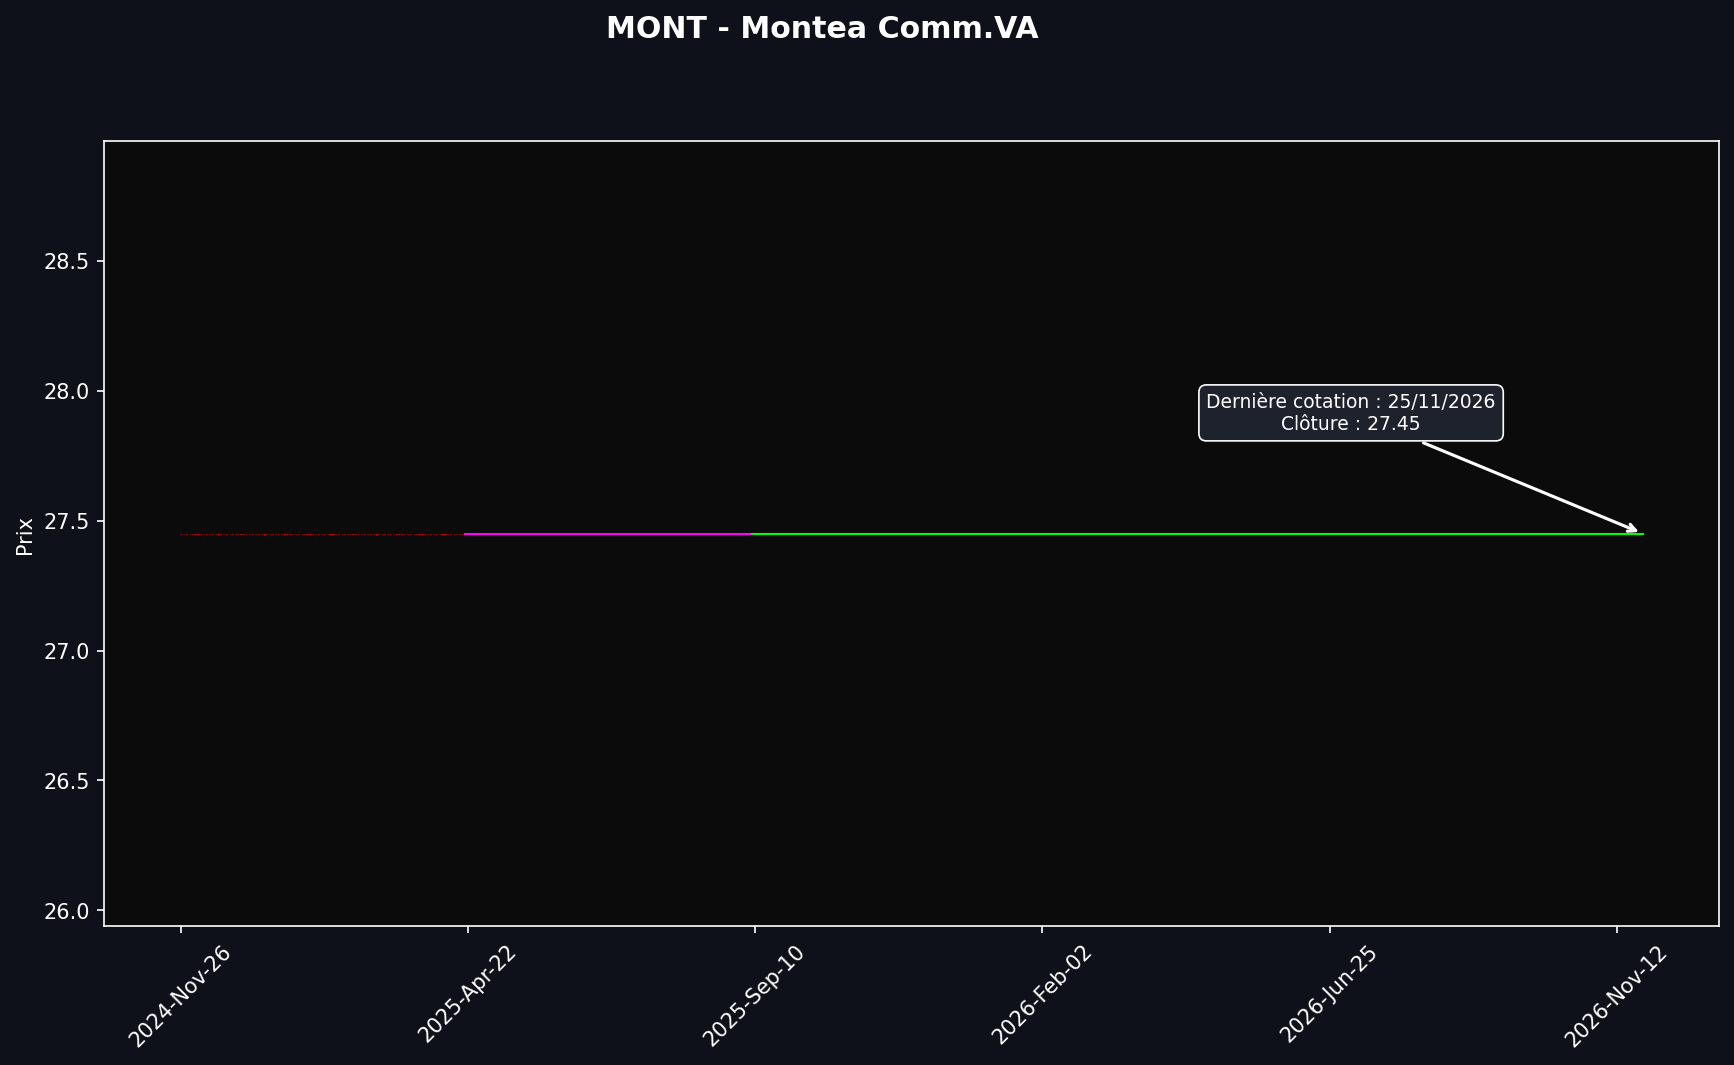 MONT - Montea Comm.VA
28.5
28.0
27.5
27.0
26.5
26.0
Prix
Dernière cotation : 25/11/2026
Clôture : 27.45
2024-Nov-26
2025-Apr-22
2025-Sep-10
2026-Feb-02
2026-Jun-25
2026-Nov-12